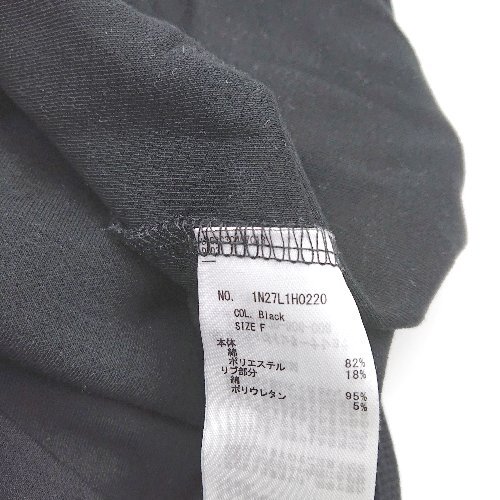 NO. 1N27L1H0220
COL. Black
SIZE F
本体
綿 82%
ポリエステル 18%
リブ部分
綿 95%
ポリウレタン 5%